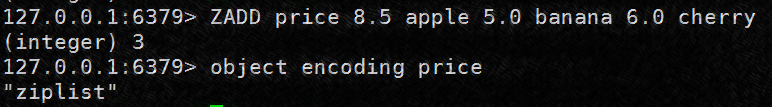 127.0.0.1:6379> ZADD price 8.5 apple 5.0 banana 6.0 cherry
(integer) 3
127.0.0.1:6379> object encoding price
"ziplist"